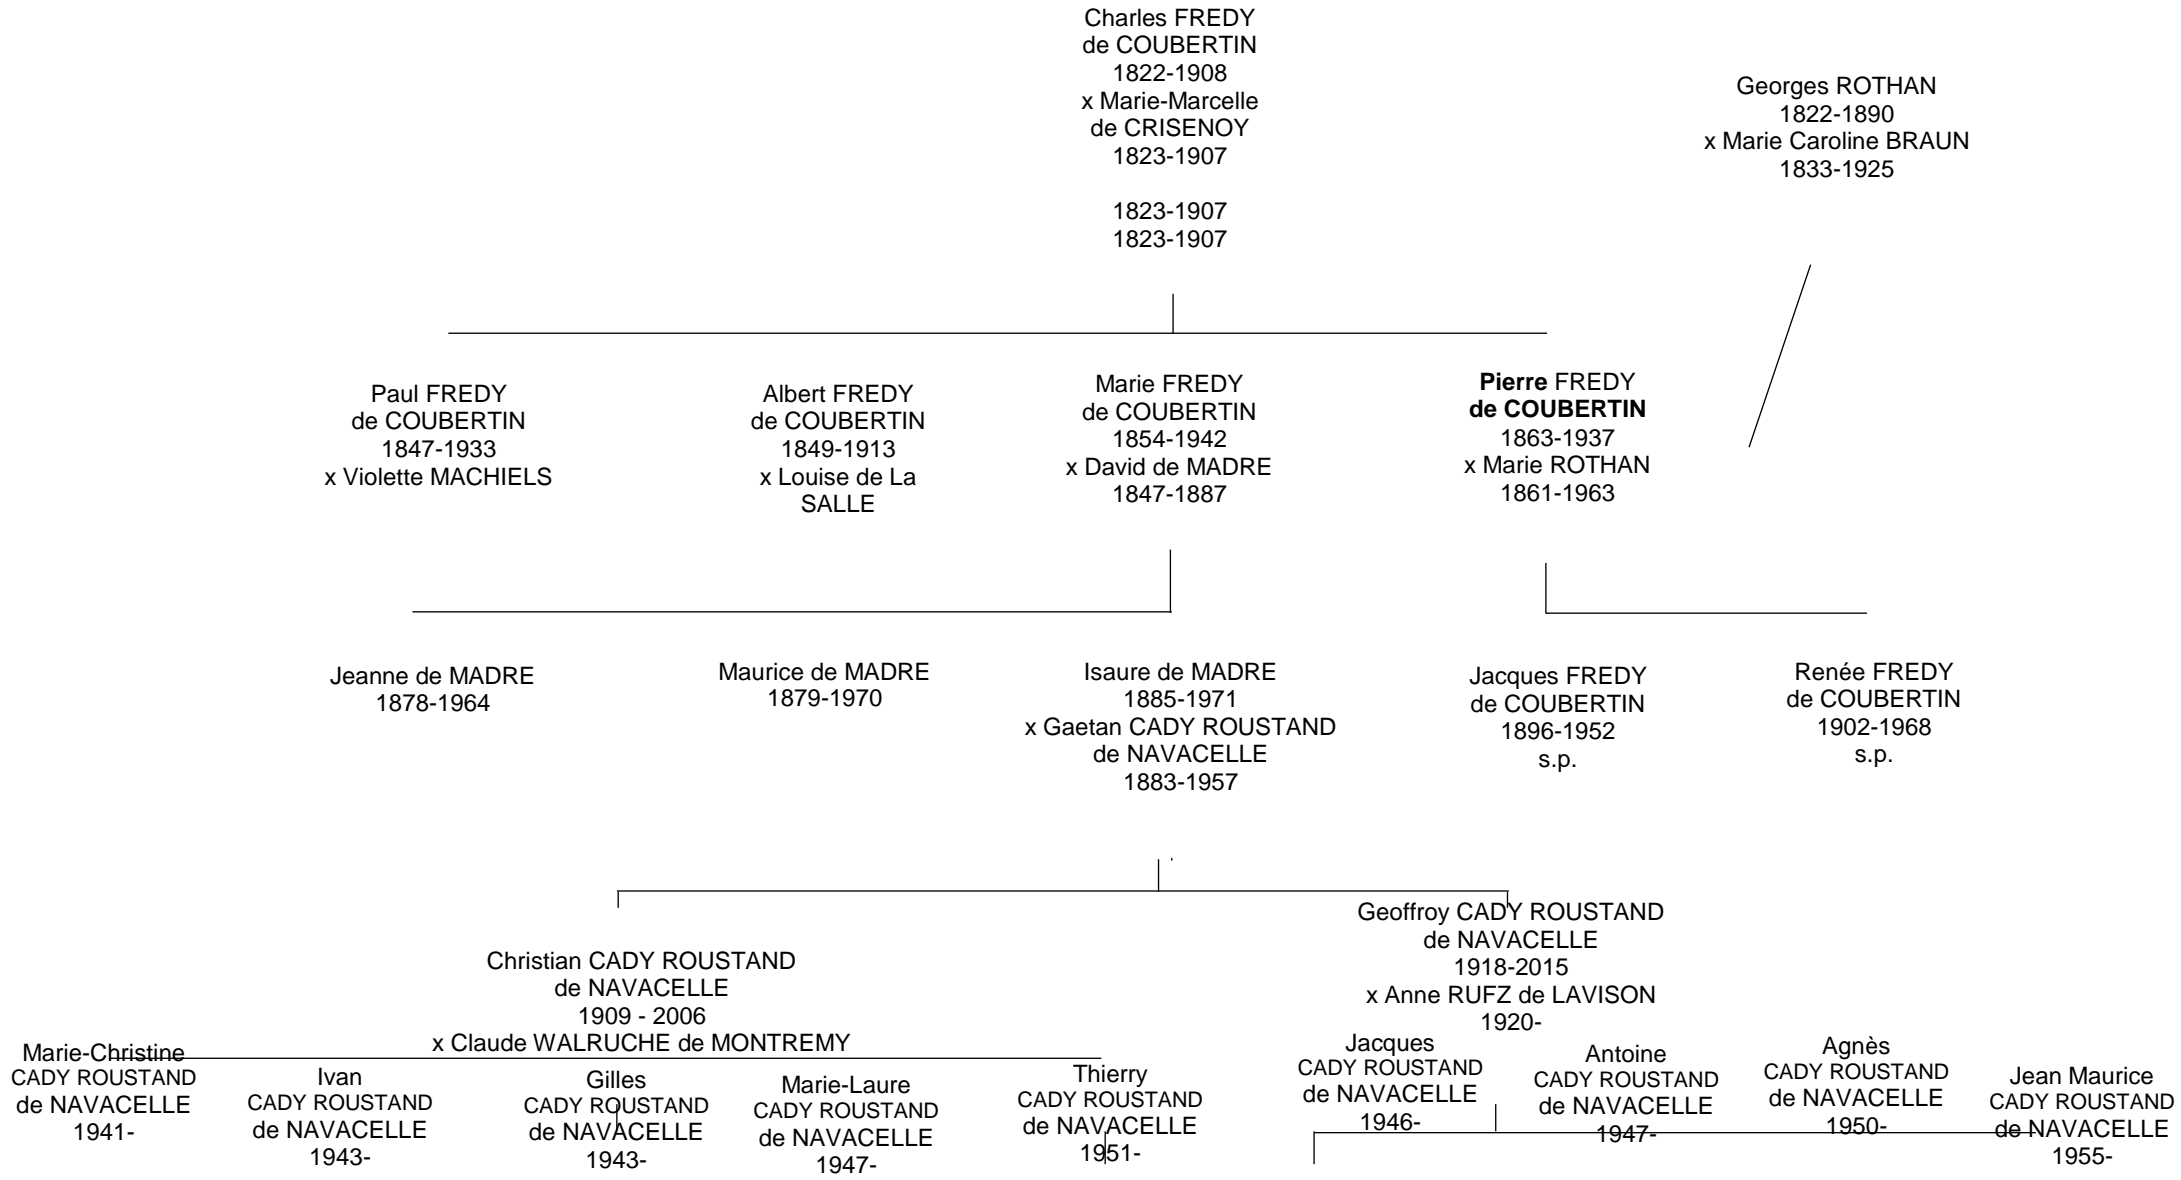 Charles FREDY
de COUBERTIN
1822-1908
x Marie-Marcelle
de CRISENOY
1823-1907
1823-1907
1823-1907
Georges ROTHAN
1822-1890
x Marie Caroline BRAUN
1833-1925
Paul FREDY
de COUBERTIN
1847-1933
x Violette MACHIELS
Albert FREDY
de COUBERTIN
1849-1913
x Louise de La
SALLE
Marie FREDY
de COUBERTIN
1854-1942
x David de MADRE
1847-1887
Pierre FREDY
de COUBERTIN
1863-1937
x Marie ROTHAN
1861-1963
Jeanne de MADRE
1878-1964
Maurice de MADRE
1879-1970
Isaure de MADRE
1885-1971
x Gaetan CADY ROUSTAND
de NAVACELLE
1883-1957
Jacques FREDY
de COUBERTIN
1896-1952
s.p.
Renée FREDY
de COUBERTIN
1902-1968
s.p.
Christian CADY ROUSTAND
de NAVACELLE
1909 - 2006
x Claude WALRUCHE de MONTREMY
Geoffroy CADY ROUSTAND
de NAVACELLE
1918-2015
x Anne RUFZ de LAVISON
1920-
Marie-Christine
CADY ROUSTAND
de NAVACELLE
1941-
Ivan
CADY ROUSTAND
de NAVACELLE
1943-
Gilles
CADY ROUSTAND
de NAVACELLE
1943-
Marie-Laure
CADY ROUSTAND
de NAVACELLE
1947-
Thierry
CADY ROUSTAND
de NAVACELLE
1951-
Jacques
CADY ROUSTAND
de NAVACELLE
1946-
Antoine
CADY ROUSTAND
de NAVACELLE
1947-
Agnès
CADY ROUSTAND
de NAVACELLE
1950-
Jean Maurice
CADY ROUSTAND
de NAVACELLE
1955-